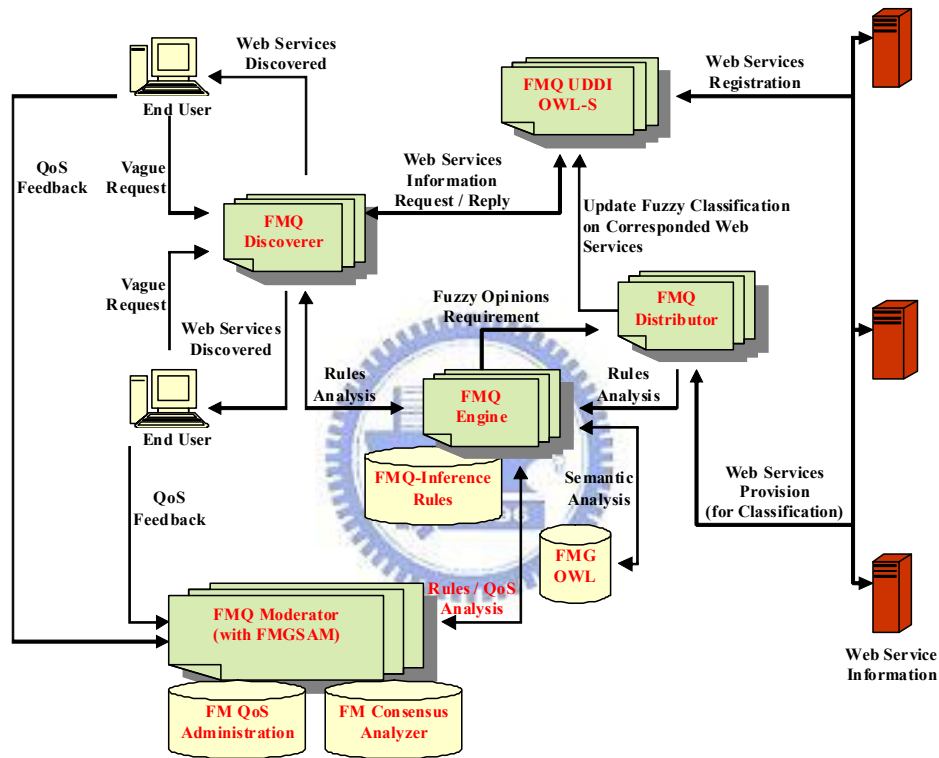 Web Services
Discovered
End User
QoS
Feedback
Vague
Request
FMQ
Discoverer
Web Services
Information
Request / Reply
FMQ UDDI
OWL-S
Web Services
Registration
Update Fuzzy Classification
on Corresponded Web
Services
Vague
Request
Web Services
Discovered
Fuzzy Opinions
Requirement
FMQ
Distributor
End User
Rules
Analysis
FMQ
Engine
Rules
Analysis
FMQ-Inference
Rules
Semantic
Analysis
Web Services
Provision
(for Classification)
QoS
Feedback
FMG
OWL
Rules / QoS
Analysis
FMQ Moderator
(with FMGSAM)
Web Service
Information
FM QoS
Administration
FM Consensus
Analyzer